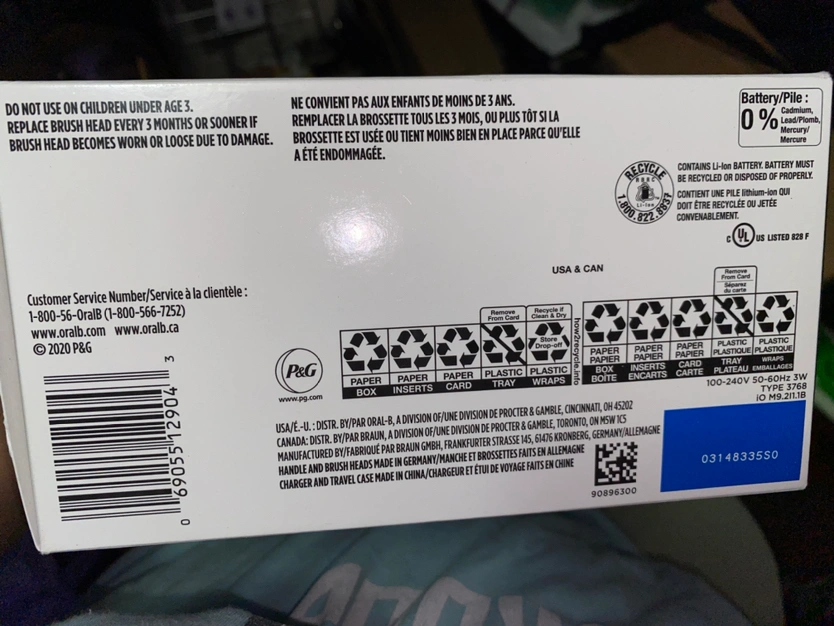 DO NOT USE ON CHILDREN UNDER AGE 3.
REPLACE BRUSH HEAD EVERY 3 MONTHS OR SOONER IF
BRUSH HEAD BECOMES WORN OR LOOSE DUE TO DAMAGE.
NE CONVIENT PAS AUX ENFANTS DE MOINS DE 3 ANS.
REMPLACER LA BROSSETTE TOUS LES 3 MOIS, OU PLUS TÔT SI LA
BROSSETTE EST USÉE OU TIENT MOINS BIEN EN PLACE PARCE QU'ELLE
A ÉTÉ ENDOMMAGÉE.
Battery/Pile :
0 %
Cadmium,
Lead/Plomb,
Mercury/
Mercure
RECYCLE
RBRC
Li-Ion
1.800.822.8837
CONTAINS Li-Ion BATTERY. BATTERY MUST
BE RECYCLED OR DISPOSED OF PROPERLY.
CONTIENT UNE PILE lithium-ion QUI
DOIT ÊTRE RECYCLÉE OU JETÉE
CONVENABLEMENT.
C UL US LISTED 828 F
USA & CAN
Customer Service Number/Service à la clientèle :
1-800-56-OralB (1-800-566-7252)
www.oralb.com www.oralb.ca
© 2020 P&G
0 69055 12904 3
P&G
www.pg.com
PAPER
BOX
PAPER
INSERTS
PAPER
CARD
Remove
From Card
PLASTIC
TRAY
Recycle if
Clean & Dry
Store
Drop-off
PLASTIC
WRAPS
how2recycle.info
PAPER
PAPIER
BOX
BOÎTE
PAPER
PAPIER
INSERTS
ENCARTS
PAPER
PAPIER
CARD
CARTE
Remove
From Card
Séparez
du carte
PLASTIC
PLASTIQUE
TRAY
PLATEAU
PLASTIC
PLASTIQUE
WRAPS
EMBALLAGES
100-240V 50-60Hz 3W
TYPE 3768
iO M9.2I1.1B
USA/É.-U. : DISTR. BY/PAR ORAL-B, A DIVISION OF/UNE DIVISION DE PROCTER & GAMBLE, CINCINNATI, OH 45202
CANADA: DISTR. BY/PAR BRAUN, A DIVISION OF/UNE DIVISION DE PROCTER & GAMBLE, TORONTO, ON M5W 1C5
MANUFACTURED BY/FABRIQUÉ PAR BRAUN GMBH, FRANKFURTER STRASSE 145, 61476 KRONBERG, GERMANY/ALLEMAGNE
HANDLE AND BRUSH HEADS MADE IN GERMANY/MANCHE ET BROSSETTES FAITS EN ALLEMAGNE
CHARGER AND TRAVEL CASE MADE IN CHINA/CHARGEUR ET ÉTUI DE VOYAGE FAITS EN CHINE
90896300
03148335S0